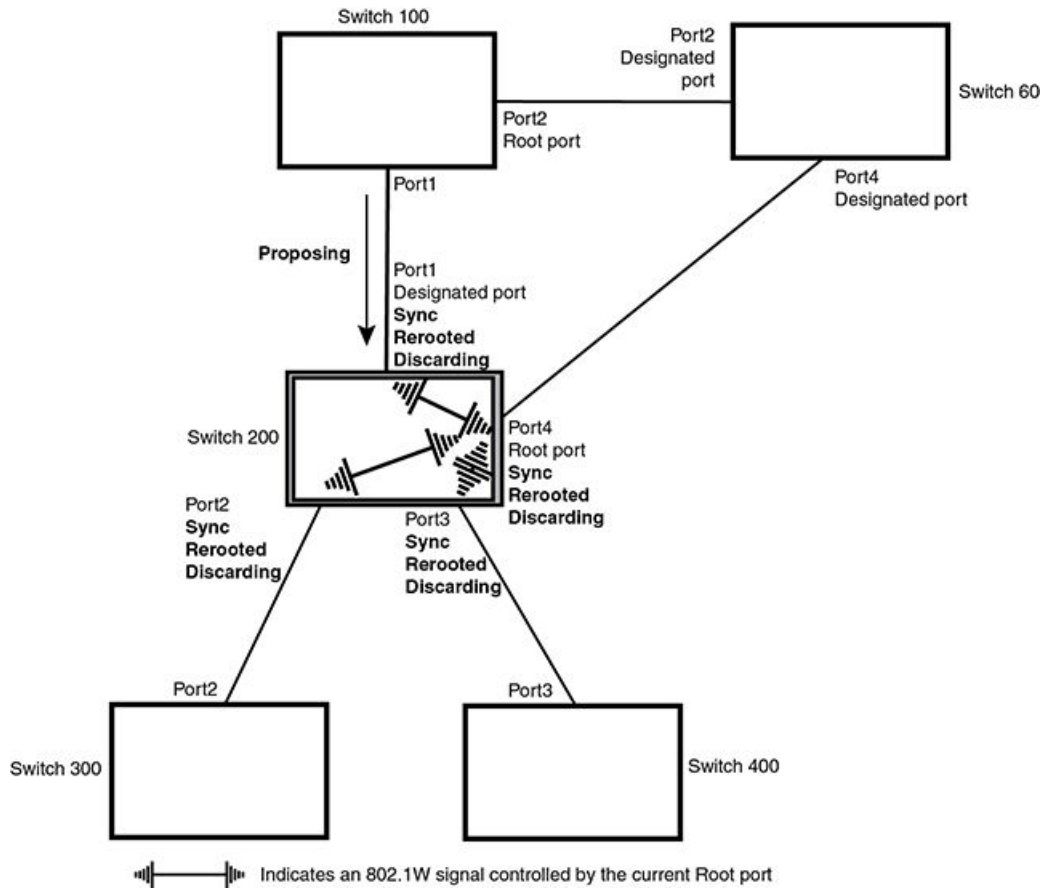 Switch 100
Port2
Designated
port
Switch 60
Port2
Root port
Port1
Port4
Designated port
Proposing
Port1
Designated port
Sync
Rerooted
Discarding
Switch 200
Port4
Root port
Sync
Rerooted
Discarding
Port2
Sync
Rerooted
Discarding
Port3
Sync
Rerooted
Discarding
Port2
Port3
Switch 300
Switch 400
Indicates an 802.1W signal controlled by the current Root port